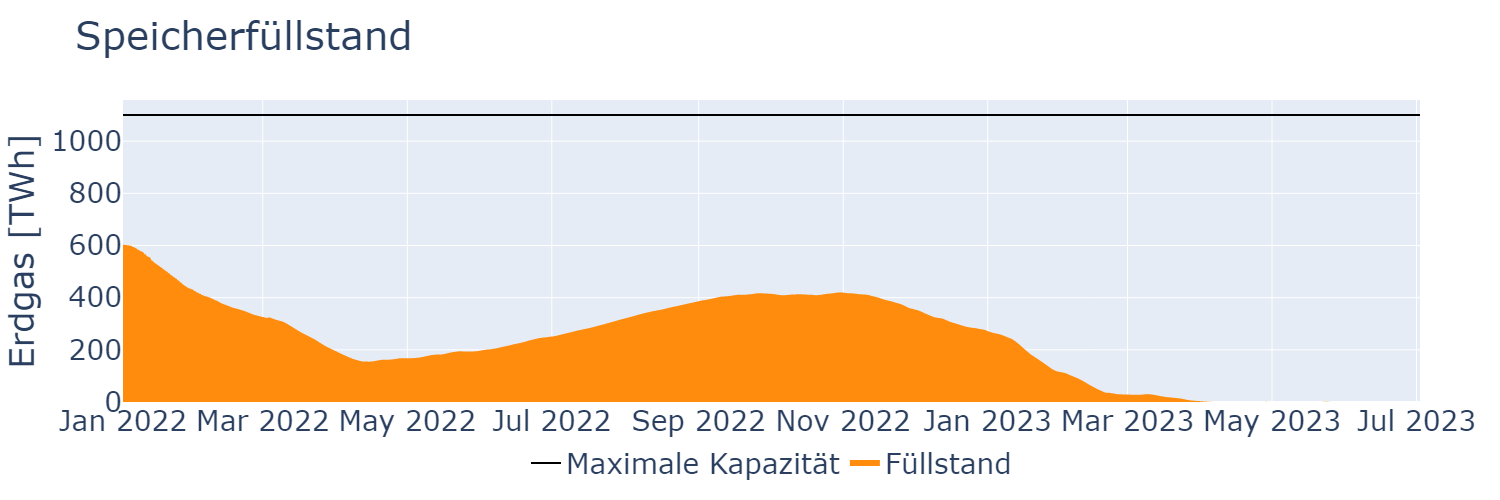 Speicherfüllstand
Erdgas [TWh]
1000
800
600
400
200
0
Jan 2022 Mar 2022 May 2022 Jul 2022 Sep 2022 Nov 2022 Jan 2023 Mar 2023 May 2023 Jul 2023
Maximale Kapazität Füllstand